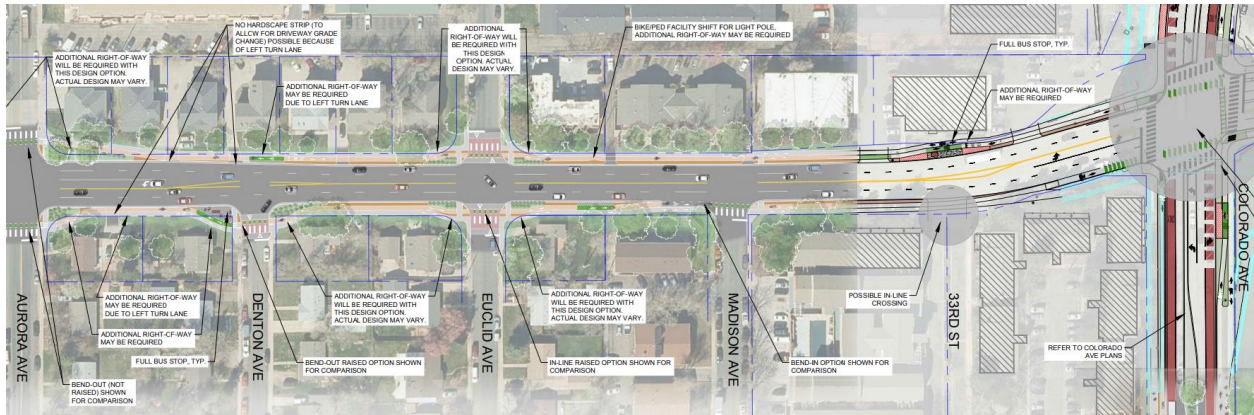 NO HARDSCAPE STRIP (TO
ALLCW FOR DRIVEWAY GRADE
CHANGE) POSSIBLE BECAUSE
OF LEFT TURN LANE
ADDITIONAL RIGHT-OF-WAY
WILL BE REQUIRED WITH
THIS DESIGN OPTION.
ACTUAL DESIGN MAY VARY.
ADDITIONAL RIGHT-OF-WAY
MAY BE REQUIRED
DUE TO LEFT TURN LANE
ADDITIONAL
RIGHT-OF-WAY WILL
BE REQUIRED WITH
THIS DESIGN
OPTION. ACTUAL
DESIGN MAY VARY.
BIKE/PED FACILITY SHIFT FOR LIGHT POLE,
ADDITIONAL RIGHT-OF-WAY MAY BE REQUIRED
FULL BUS STOP, TYP.
ADDITIONAL RIGHT-OF-WAY
MAY BE REQUIRED
AURORA AVE
ADDITIONAL RIGHT-OF-WAY
MAY BE REQUIRED
DUE TO LEFT TURN LANE
ADDITIONAL RIGHT-CF-WAY
MAY BE REQUIRED
FULL BUS STOP, TYP.
BEND-OUT (NOT
RAISED) SHOWN
FOR COMPARISON
DENTON AVE
ADDITIONAL RIGHT-OF-WAY
WILL BE REQUIRED WITH
THIS DESIGN OPTION.
ACTUAL DESIGN MAY VARY.
BEND-OUT RAISED OPTION SHOWN
FOR COMPARISON
EUCLID AVE
ADDITIONAL RIGHT-OF-WAY
WILL BE REQUIRED WITH
THIS DESIGN OPTION.
ACTUAL DESIGN MAY VARY.
IN-LINE RAISED OPTION SHOWN FOR
COMPARISON
MADISON AVE
BEND-IN OPTION SHOWN FOR
COMPARISON
POSSIBLE IN-LINE
CROSSING
33RD ST
REFER TO COLORADO
AVE PLANS
COLORADO AVE